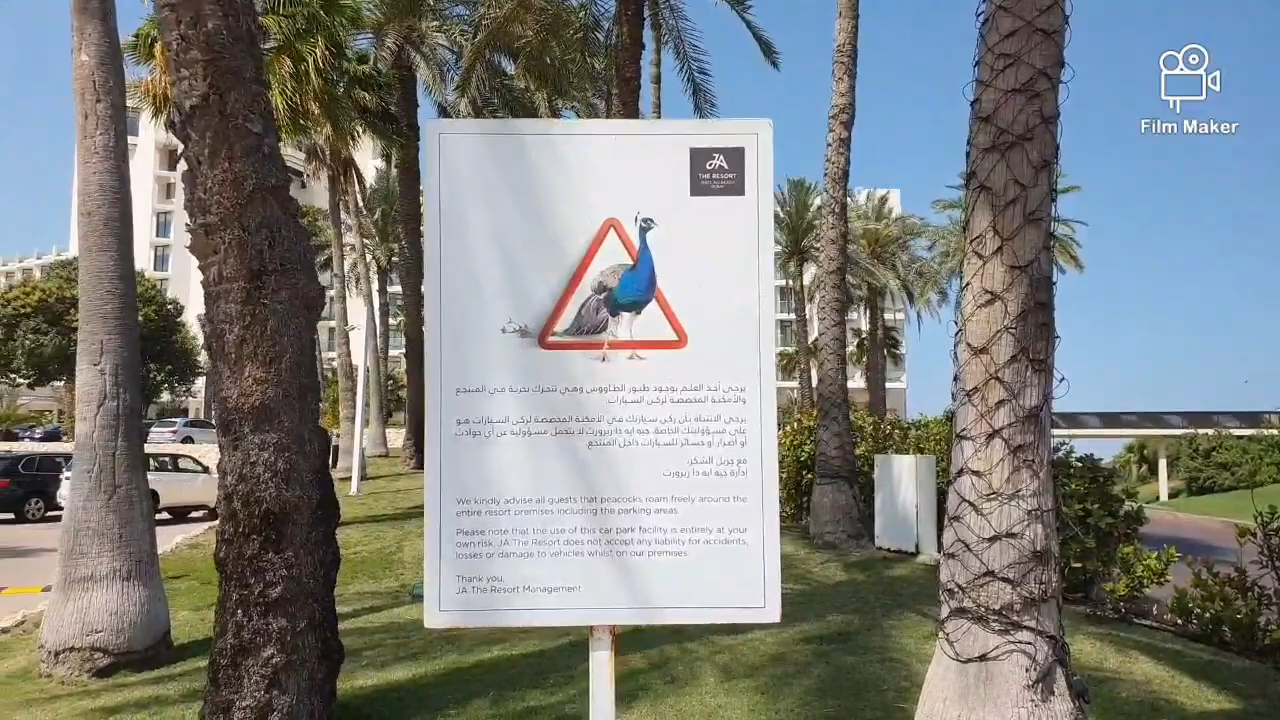 Film Maker
JA
THE RESORT
يرجى أخذ العلم بوجود طيور الطاووس وهي تتحرك بحرية في المنتجع
والأمكنة المخصصة لركن السيارات.
يرجى الانتباه بأن ركن سيارتك في الأمكنة المخصصة لركن السيارات هو
على مسؤوليتك الخاصة. جيه ايه ذا ريزورت لا يتحمل مسؤولية عن أي حوادث،
أو أضرار أو خسائر للسيارات داخل المنتجع.
مع جزيل الشكر،
إدارة جيه ايه ذا ريزورت
We kindly advise all guests that peacocks roam freely around the
entire resort premises including the parking areas.
Please note that the use of this car park facility is entirely at your
own risk. JA The Resort does not accept any liability for accidents,
losses or damage to vehicles whilst on our premises.
Thank you,
JA The Resort Management